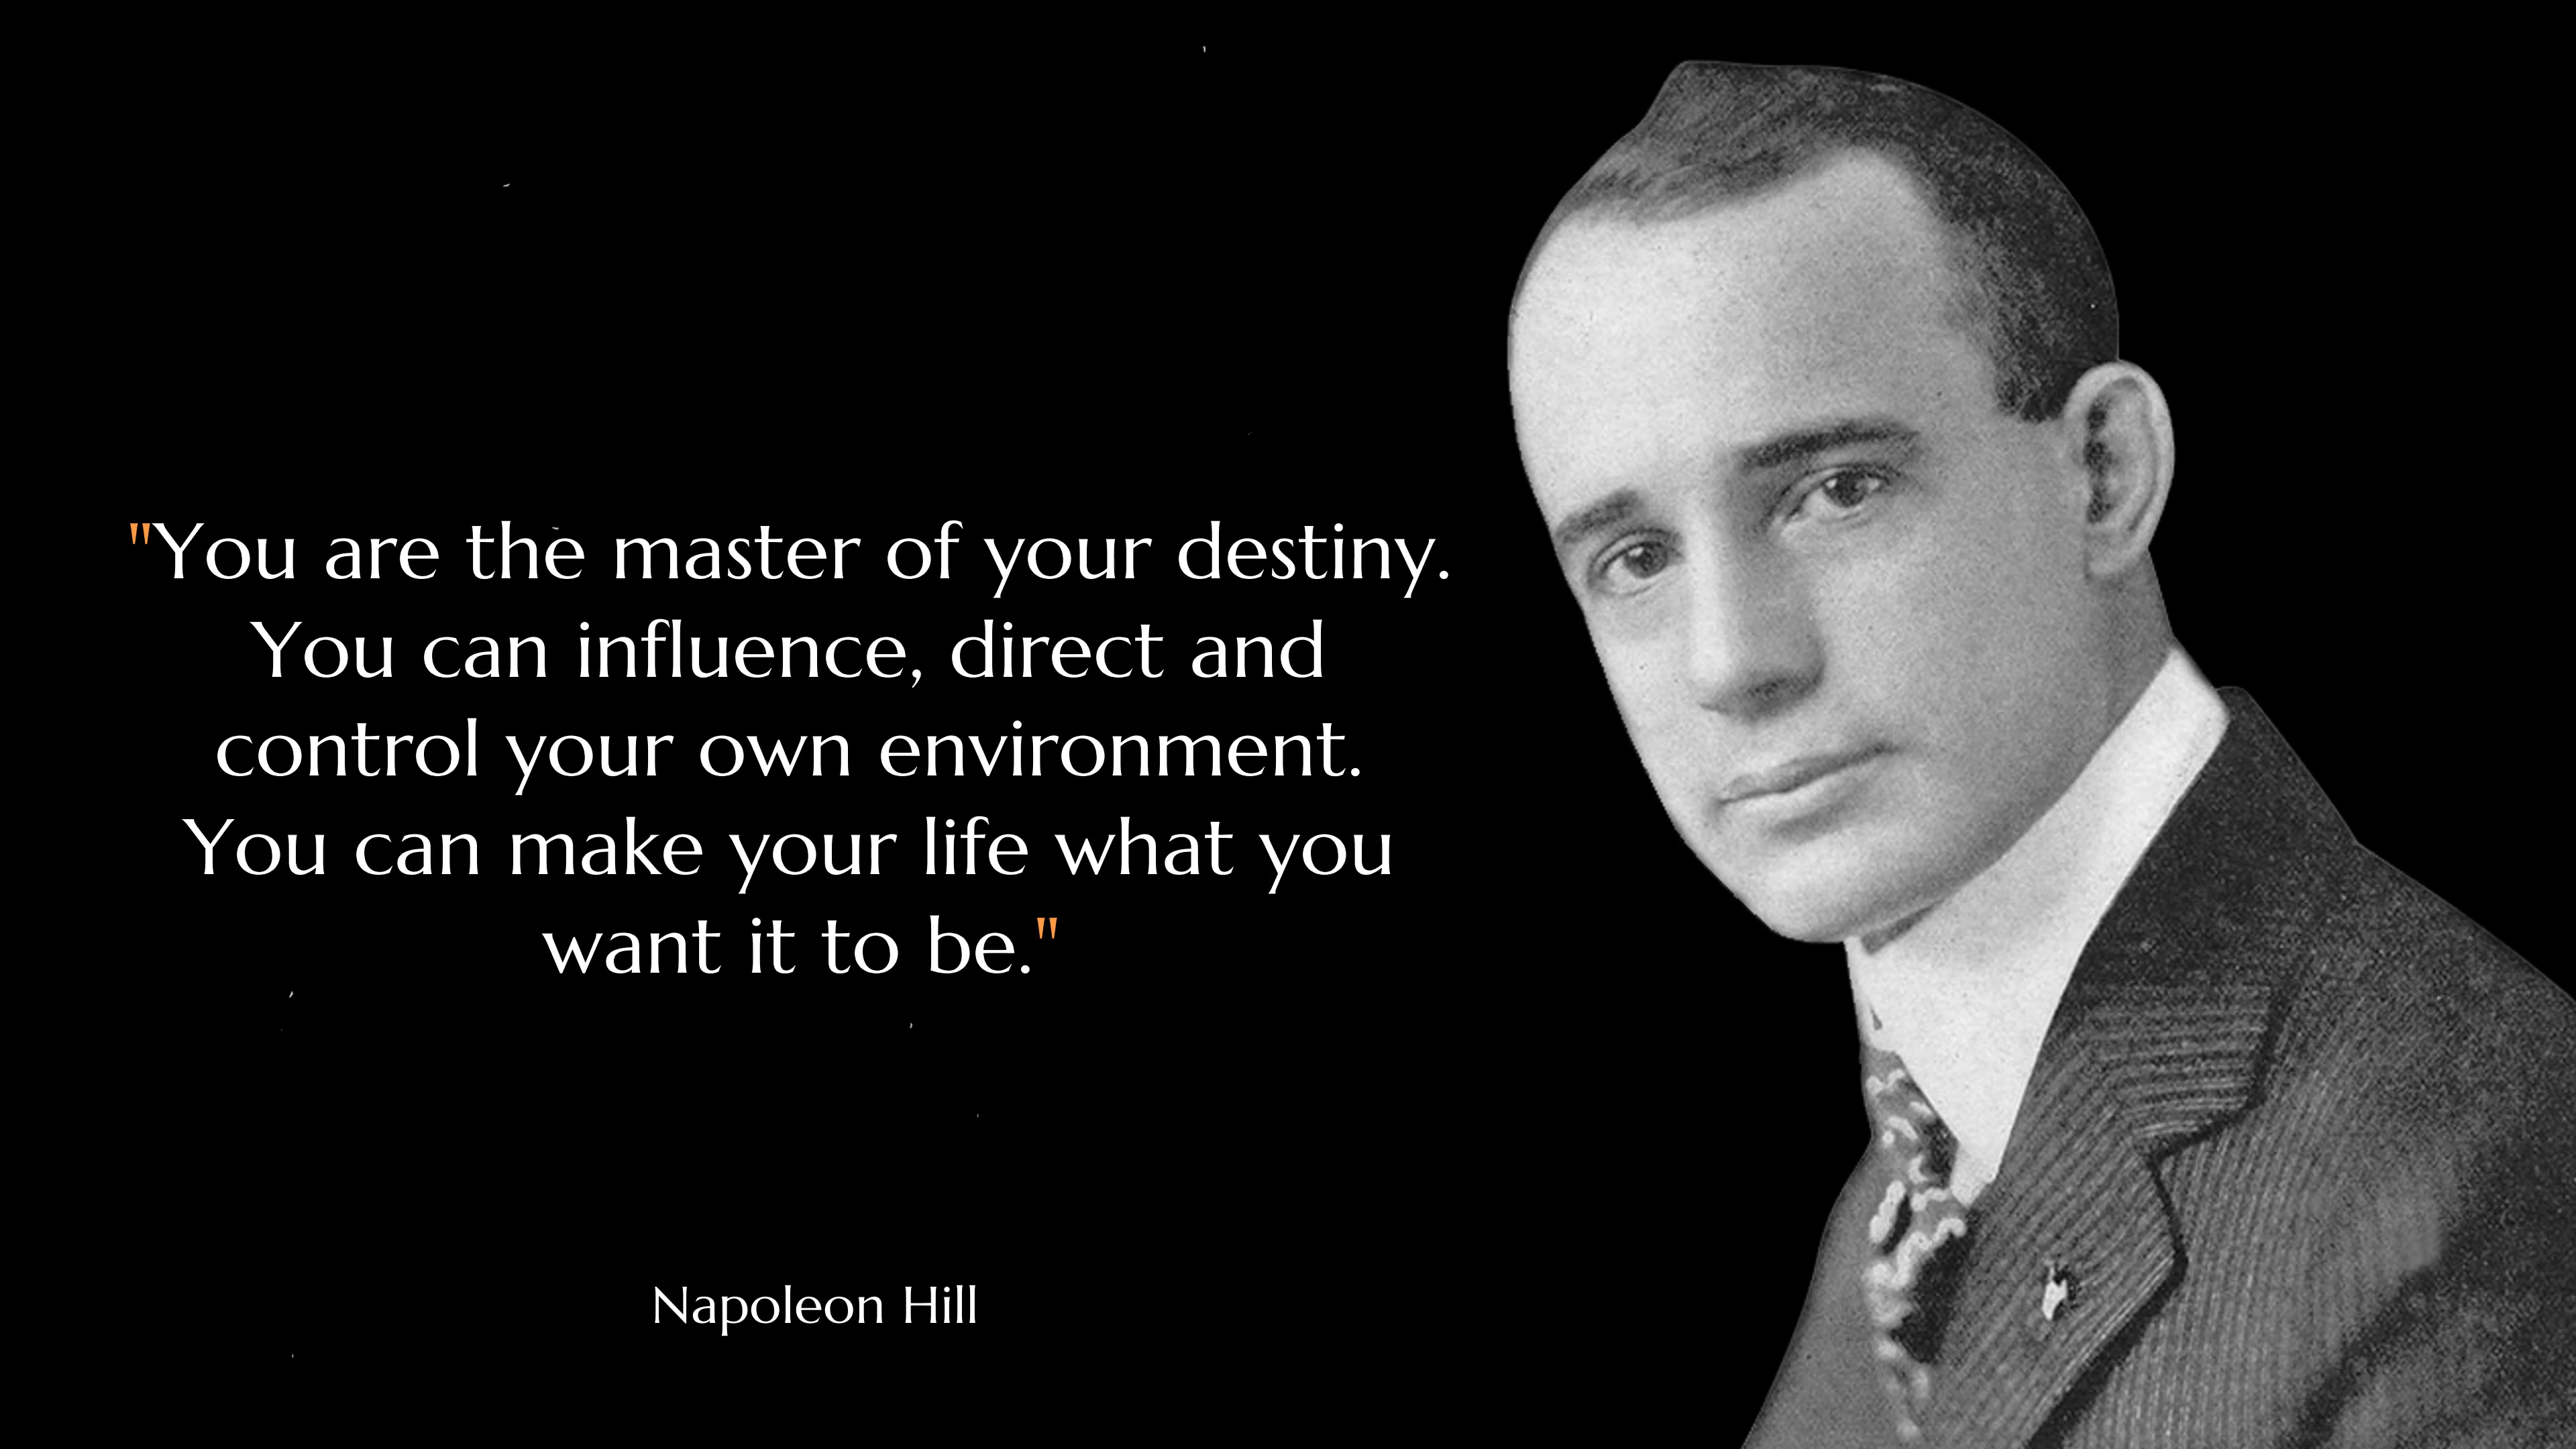 "You are the master of your destiny.
You can influence, direct and
control your own environment.
You can make your life what you
want it to be."
Napoleon Hill